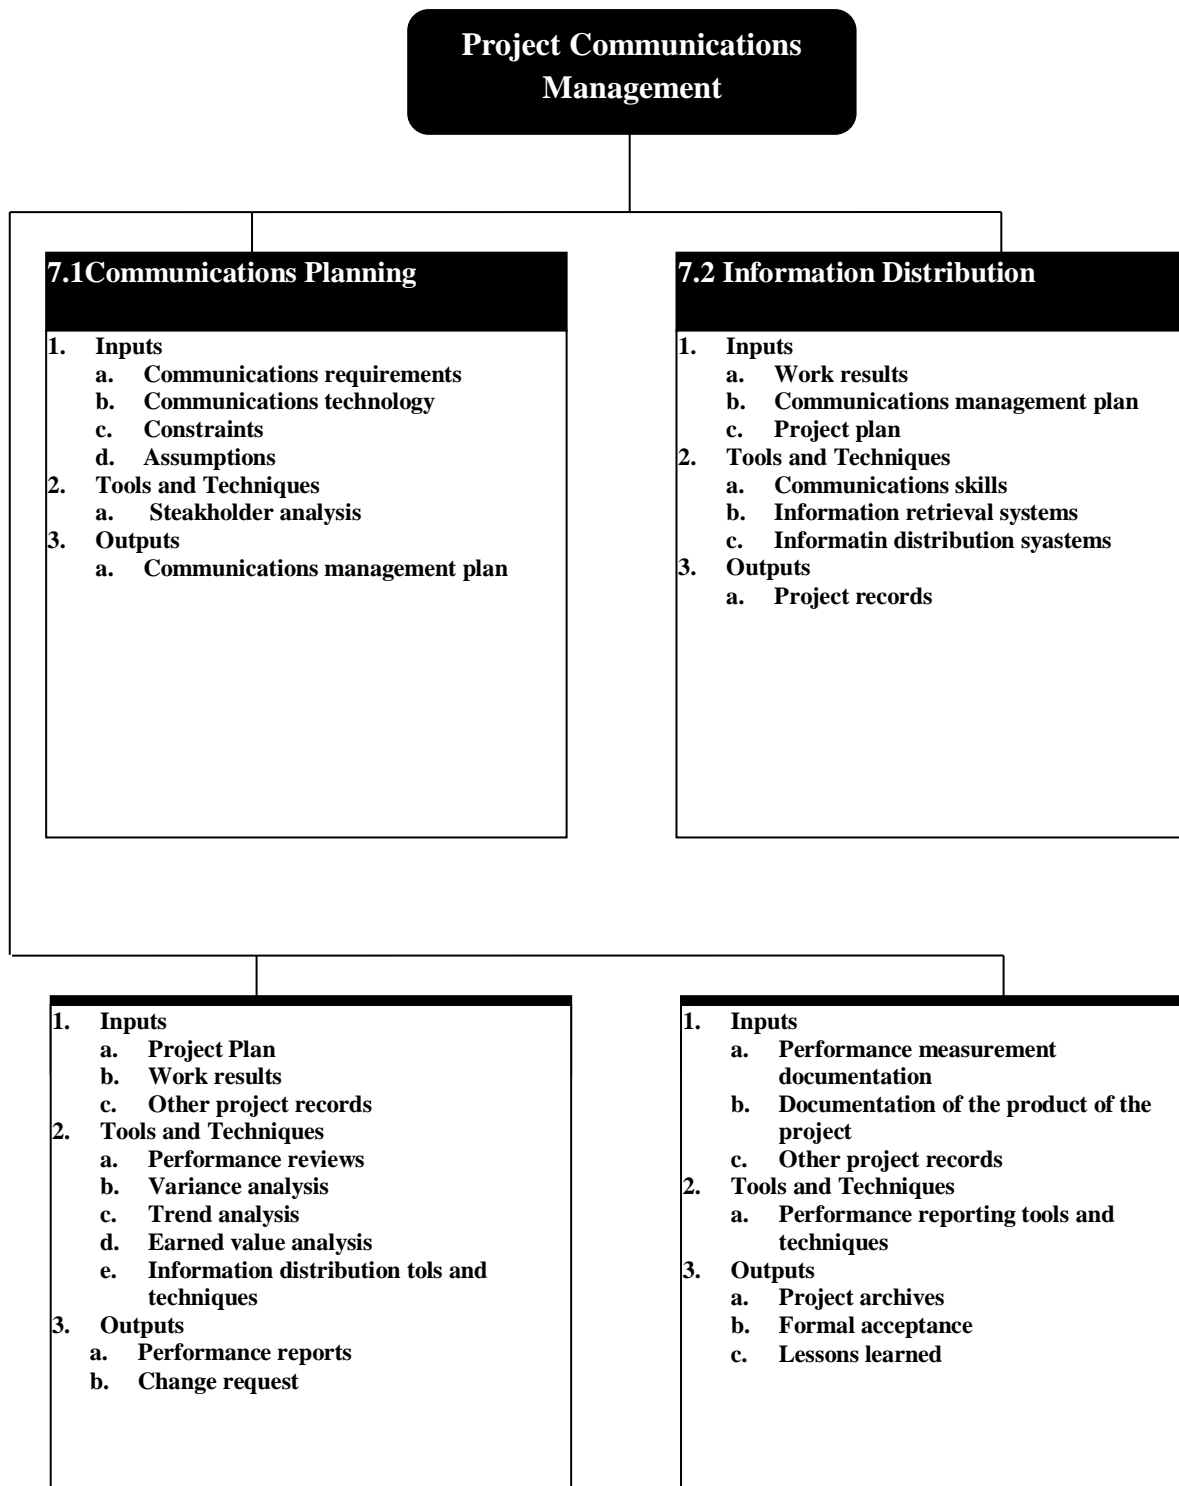 Project Communications
Management
7.1Communications Planning
1. Inputs
a. Communications requirements
b. Communications technology
c. Constraints
d. Assumptions
2. Tools and Techniques
a. Steakholder analysis
3. Outputs
a. Communications management plan
7.2 Information Distribution
1. Inputs
a. Work results
b. Communications management plan
c. Project plan
2. Tools and Techniques
a. Communications skills
b. Information retrieval systems
c. Informatin distribution syastems
3. Outputs
a. Project records
1. Inputs
a. Project Plan
b. Work results
c. Other project records
2. Tools and Techniques
a. Performance reviews
b. Variance analysis
c. Trend analysis
d. Earned value analysis
e. Information distribution tols and
techniques
3. Outputs
a. Performance reports
b. Change request
1. Inputs
a. Performance measurement
documentation
b. Documentation of the product of the
project
c. Other project records
2. Tools and Techniques
a. Performance reporting tools and
techniques
3. Outputs
a. Project archives
b. Formal acceptance
c. Lessons learned